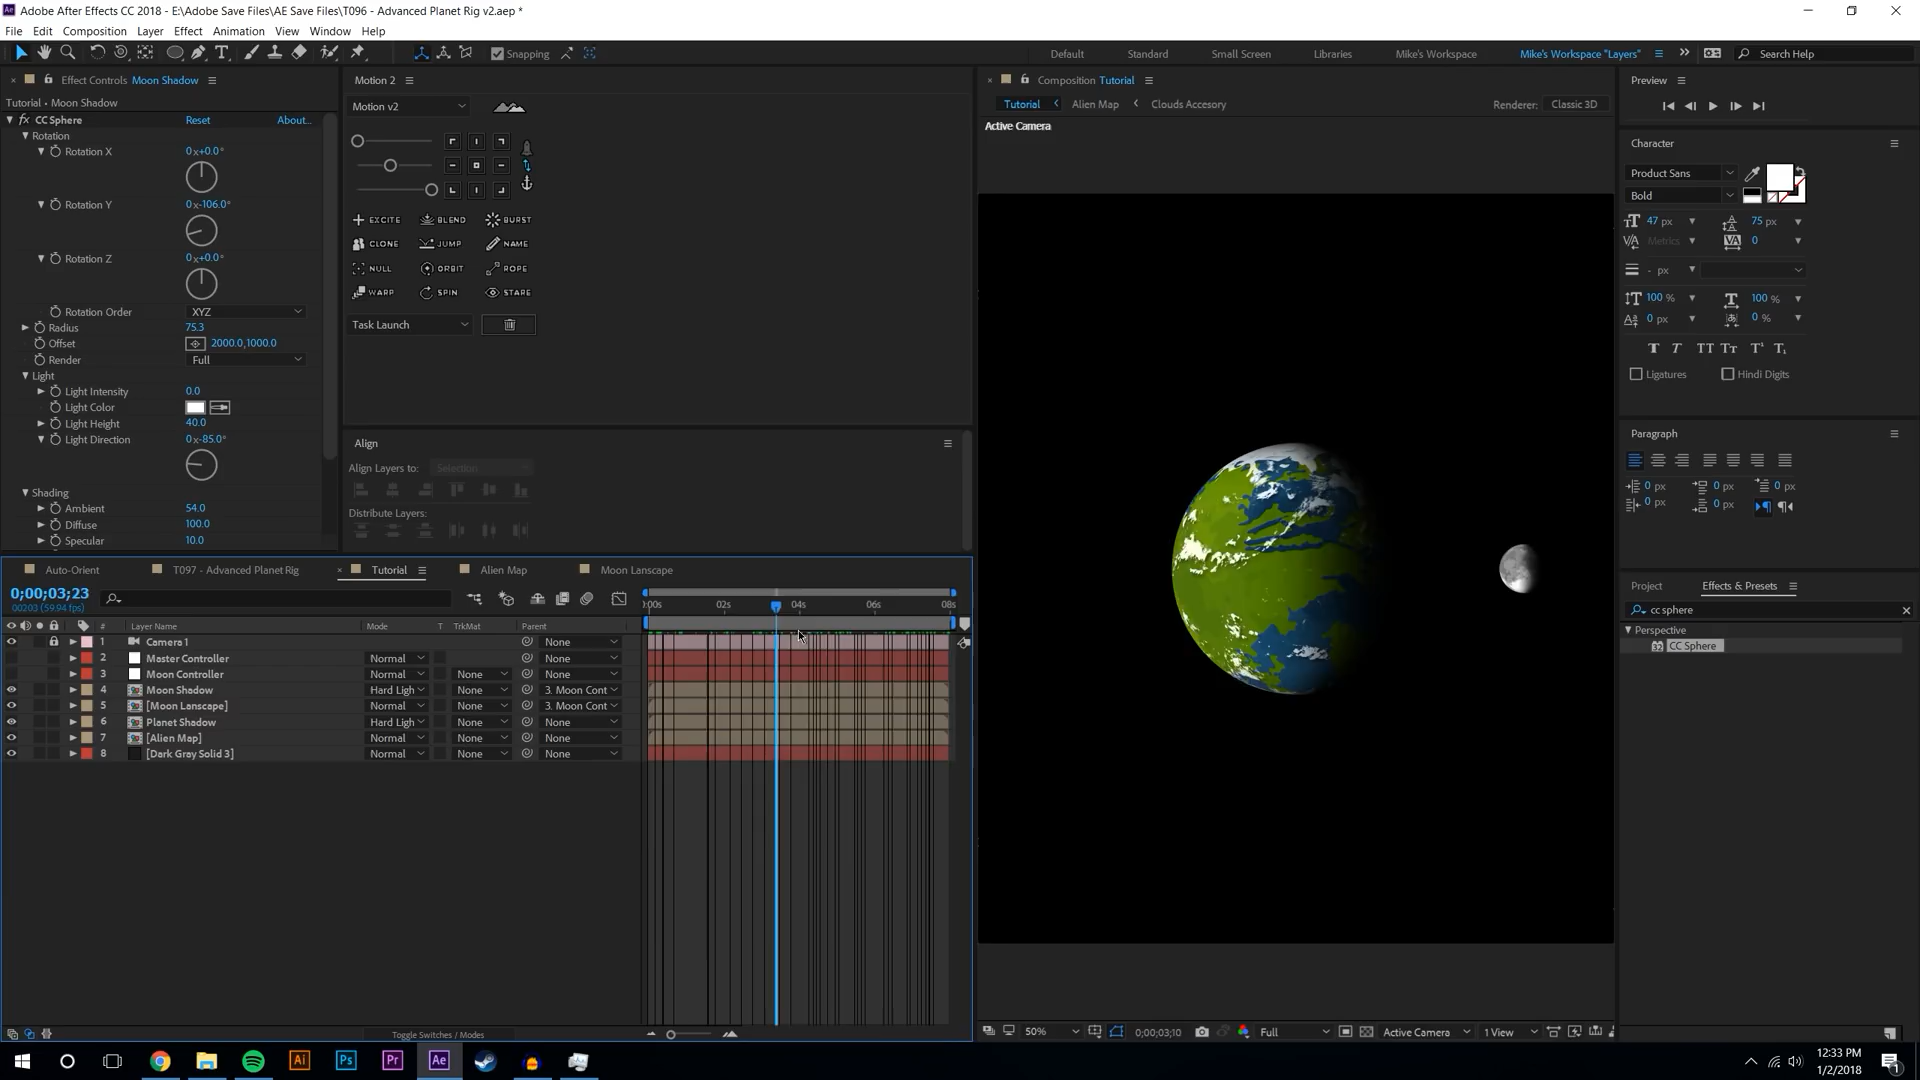 Adobe After Effects CC 2018 - E:\Adobe Save Files\AE Save Files\T096 - Advanced Planet Rig v2.aep *
File Edit Composition Layer Effect Animation View Window Help
Snapping
Default Standard Small Screen Libraries Mike's Workspace Mike's Workspace "Layers" Search Help
Effect Controls Moon Shadow
Tutorial • Moon Shadow
fx CC Sphere Reset About...
Rotation
Rotation X 0x+0.0°
Rotation Y 0x-106.0°
Rotation Z 0x+0.0°
Rotation Order XYZ
Radius 75.3
Offset 2000.0,1000.0
Render Full
Light
Light Intensity 0.0
Light Color
Light Height 40.0
Light Direction 0x-85.0°
Shading
Ambient 54.0
Diffuse 100.0
Specular 10.0
Motion 2
Motion v2
EXCITE BLEND BURST
CLONE JUMP NAME
NULL ORBIT ROPE
WARP SPIN STARE
Task Launch
Align
Align Layers to: Selection
Distribute Layers:
Composition Tutorial
Tutorial Alien Map Clouds Accesory
Renderer: Classic 3D
Active Camera
50% 0;00;03;10 Full Active Camera 1 View
Preview
Character
Product Sans
Bold
47 px 75 px
Metrics 0
- px
100 % 100 %
0 px 0 %
T T TT Tt T¹ T₁
Ligatures Hindi Digits
Paragraph
0 px 0 px 0 px
0 px 0 px
Project Effects & Presets
cc sphere
Perspective
CC Sphere
Auto-Orient T097 - Advanced Planet Rig Tutorial Alien Map Moon Lanscape
0;00;03;23
00203 (59.94 fps)
:00s 02s 04s 06s 08s
# Layer Name Mode T TrkMat Parent
1 Camera 1 None
2 Master Controller Normal None
3 Moon Controller Normal None None
4 Moon Shadow Hard Ligh None 3. Moon Cont
5 [Moon Lanscape] Normal None 3. Moon Cont
6 Planet Shadow Hard Ligh None None
7 [Alien Map] Normal None None
8 [Dark Gray Solid 3] Normal None None
Toggle Switches / Modes
Ai Ps Pr Ae
12:33 PM
1/2/2018